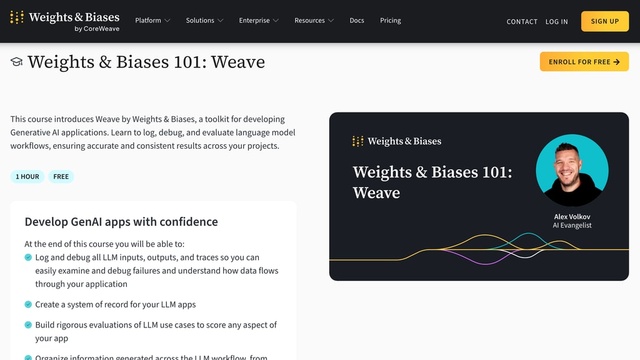 Weights & Biases
by CoreWeave
Platform
Solutions
Enterprise
Resources
Docs
Pricing
CONTACT
LOG IN
SIGN UP
Weights & Biases 101: Weave
ENROLL FOR FREE
This course introduces Weave by Weights & Biases, a toolkit for developing
Generative AI applications. Learn to log, debug, and evaluate language model
workflows, ensuring accurate and consistent results across your projects.
1 HOUR
FREE
Weights & Biases
Weights & Biases 101:
Weave
Alex Volkov
AI Evangelist
Develop GenAI apps with confidence
At the end of this course you will be able to:
Log and debug all LLM inputs, outputs, and traces so you can
easily examine and debug failures and understand how data flows
through your application
Create a system of record for your LLM apps
Build rigorous evaluations of LLM use cases to score any aspect of
your app
Organize information generated across the LLM workflow, from